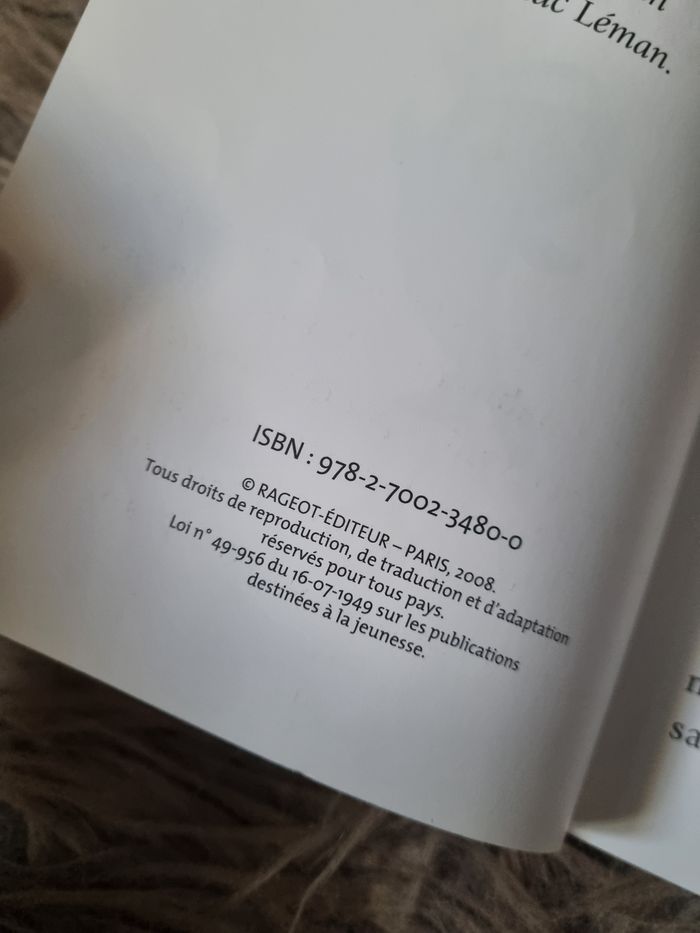 Léman.
ISBN : 978-2-7002-3480-0
© RAGEOT-ÉDITEUR – PARIS, 2008.
Tous droits de reproduction, de traduction et d'adaptation
réservés pour tous pays.
Loi n° 49-956 du 16-07-1949 sur les publications
destinées à la jeunesse.